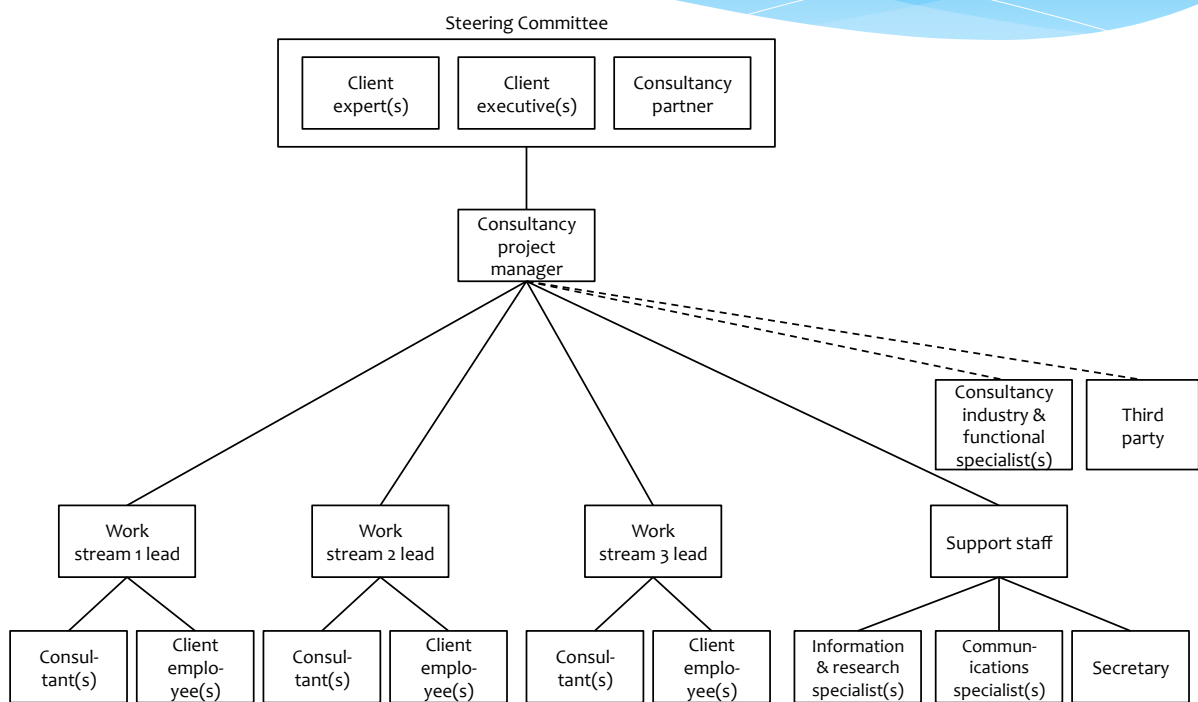 Steering Committee
Client
expert(s)
Client
executive(s)
Consultancy
partner
Consultancy
project
manager
Consultancy
industry &
functional
specialist(s)
Third
party
Work
stream 1 lead
Work
stream 2 lead
Work
stream 3 lead
Support staff
Consul-
tant(s)
Client
emplo-
yee(s)
Consul-
tant(s)
Client
emplo-
yee(s)
Consul-
tant(s)
Client
emplo-
yee(s)
Information
& research
specialist(s)
Commun-
ications
specialist(s)
Secretary